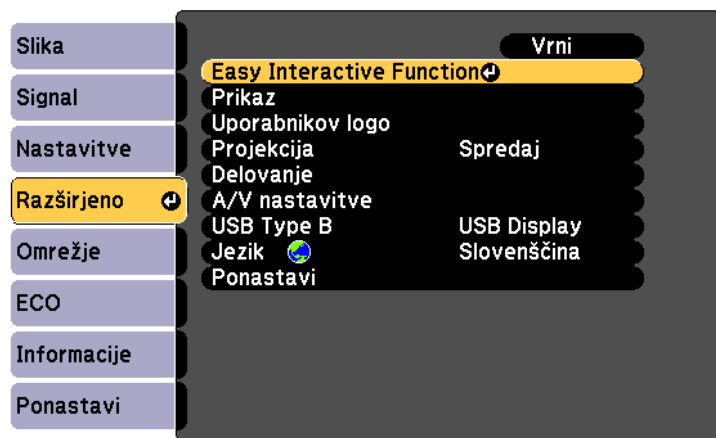 Slika
Signal
Nastavitve
Razširjeno
Omrežje
ECO
Informacije
Ponastavi
Vrni
Easy Interactive Function
Prikaz
Uporabnikov logo
Projekcija Spredaj
Delovanje
A/V nastavitve
USB Type B USB Display
Jezik Slovenščina
Ponastavi